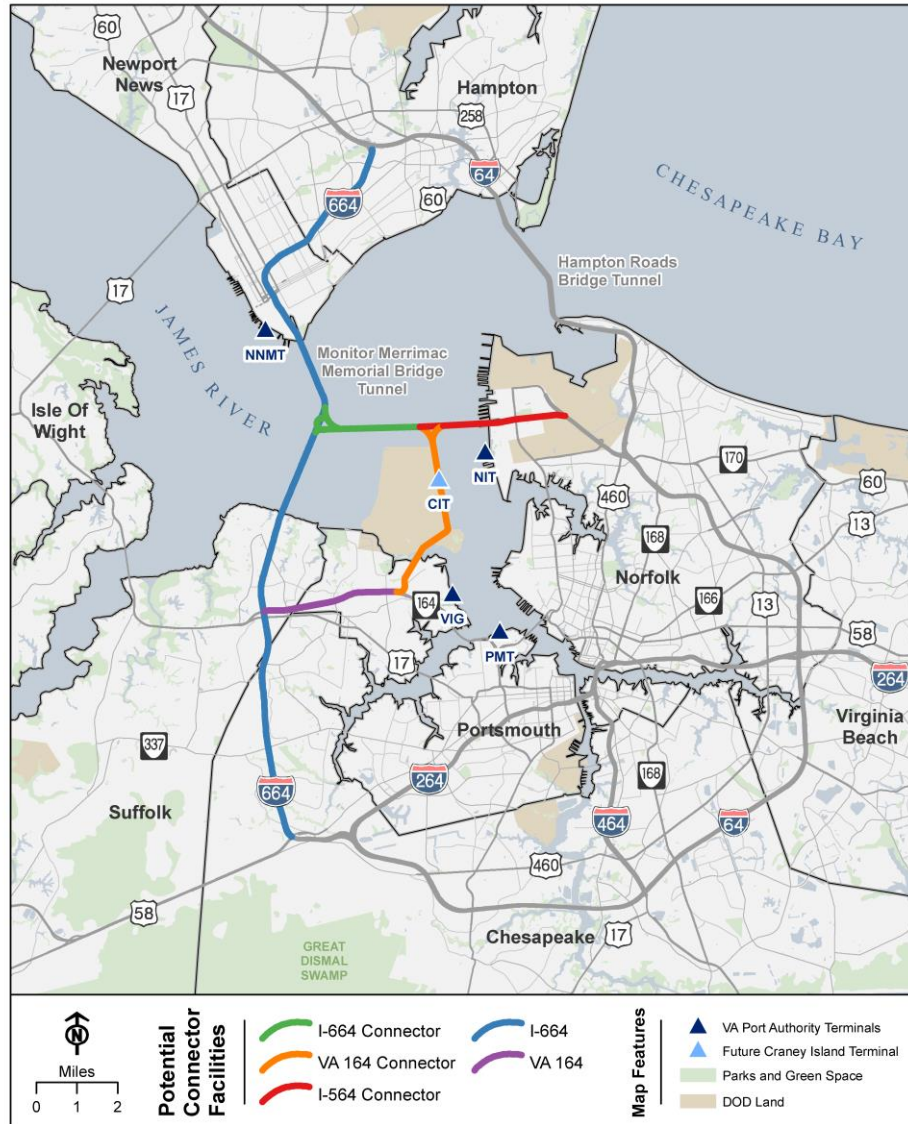 60
Newport
News
17
Hampton
258
64
664
60
CHESAPEAKE BAY
17
Hampton Roads
Bridge Tunnel
JAMES RIVER
NNMT
Monitor Merrimac
Memorial Bridge
Tunnel
Isle Of
Wight
170
NIT
460
60
CIT
13
168
Norfolk
166
13
164
VIG
58
PMT
17
264
Portsmouth
Virginia
Beach
337
264
168
664
464
64
Suffolk
460
58
Chesapeake
17
GREAT
DISMAL
SWAMP
N
Miles
0 1 2
Potential
Connector
Facilities
I-664 Connector
VA 164 Connector
I-564 Connector
I-664
VA 164
Map Features
VA Port Authority Terminals
Future Craney Island Terminal
Parks and Green Space
DOD Land